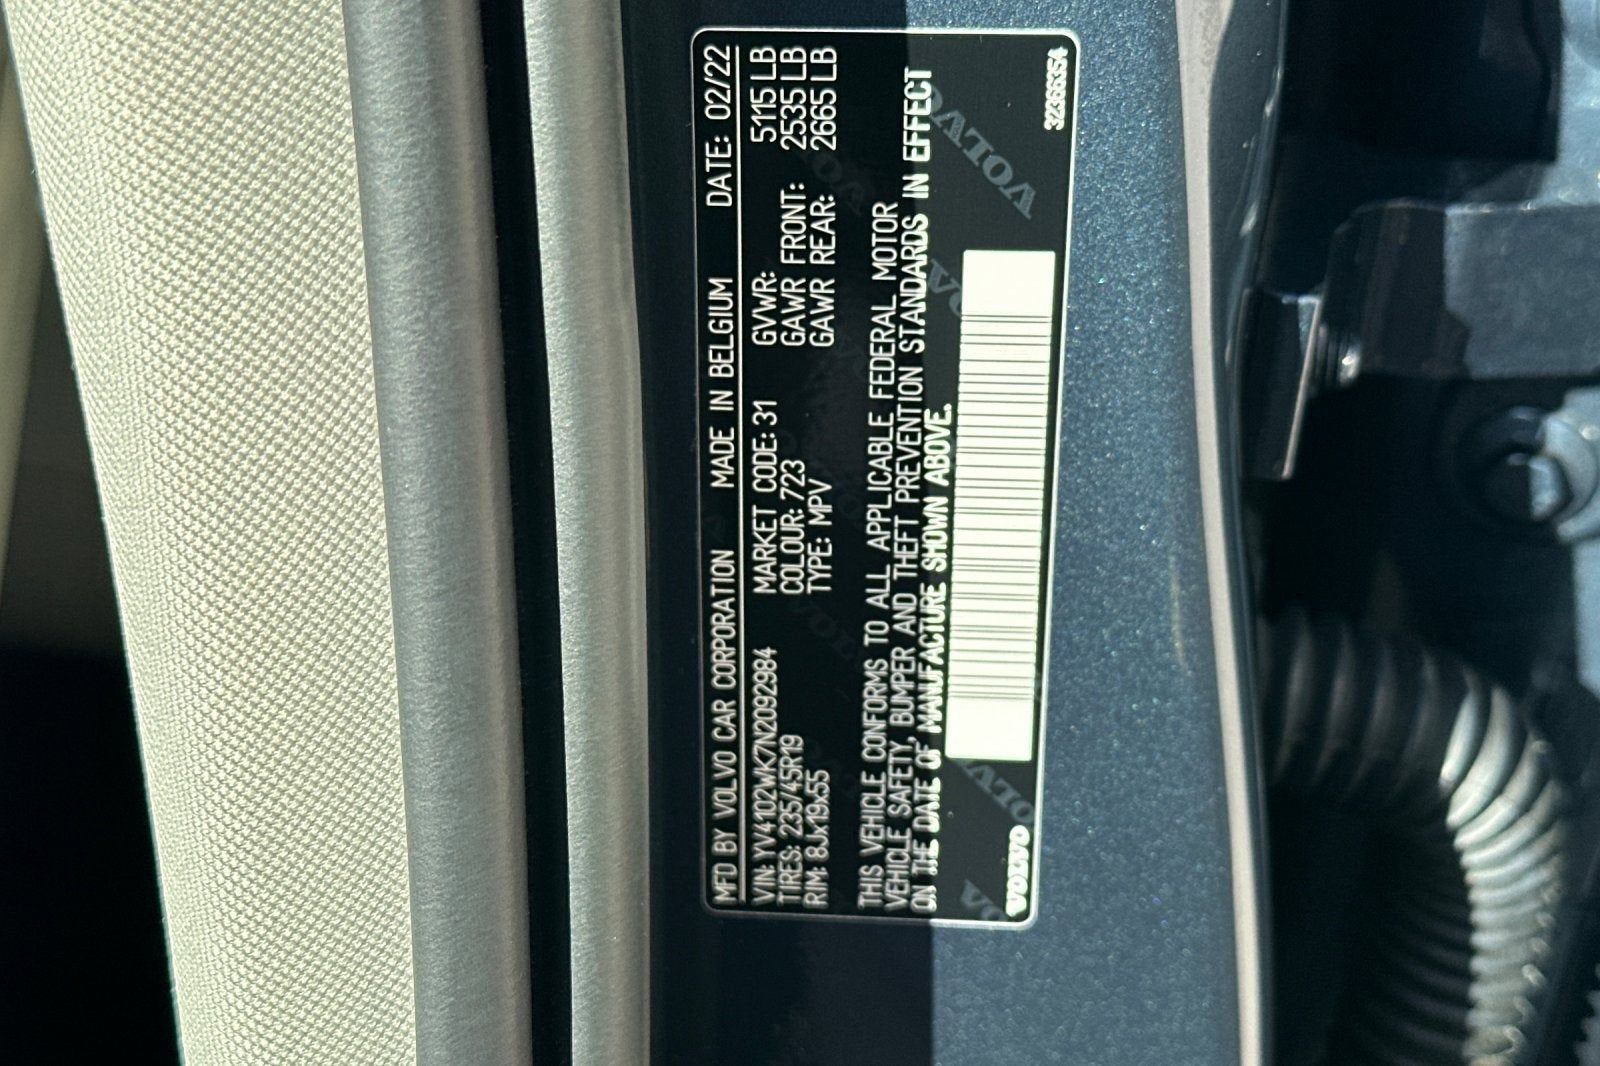 MFD BY VOLVO CAR CORPORATION MADE IN BELGIUM DATE: 02/22
VIN: YV4102WK7N2092984 MARKET CODE: 31 GVWR: 5115 LB
TIRES: 235/45R19 COLOUR: 723 GAWR FRONT: 2535 LB
RIM: 8Jx19x55 TYPE: MPV GAWR REAR: 2665 LB
THIS VEHICLE CONFORMS TO ALL APPLICABLE FEDERAL MOTOR
VEHICLE SAFETY, BUMPER AND THEFT PREVENTION STANDARDS IN EFFECT
ON THE DATE OF MANUFACTURE SHOWN ABOVE.
VOLVO 32366354